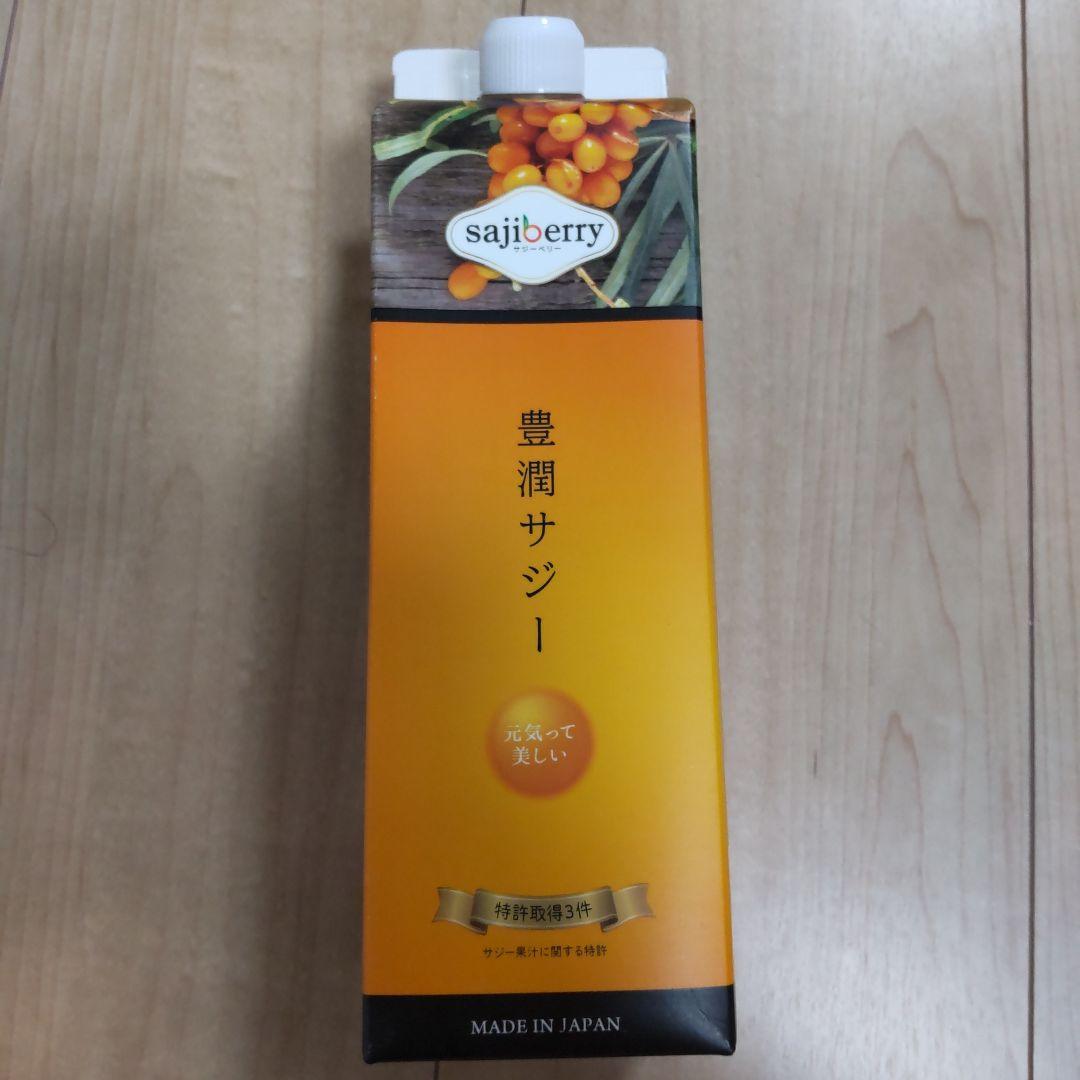 sajiberry
サジーベリー
豊潤サジー
元気って
美しい
特許取得3件
サジー果汁に関する特許
MADE IN JAPAN